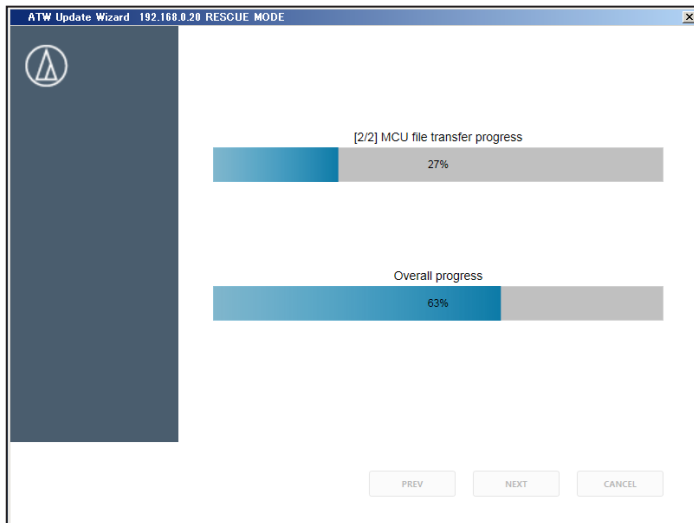 ATW Update Wizard 192.168.0.20 RESCUE MODE
[2/2] MCU file transfer progress
27%
Overall progress
63%
PREV NEXT CANCEL